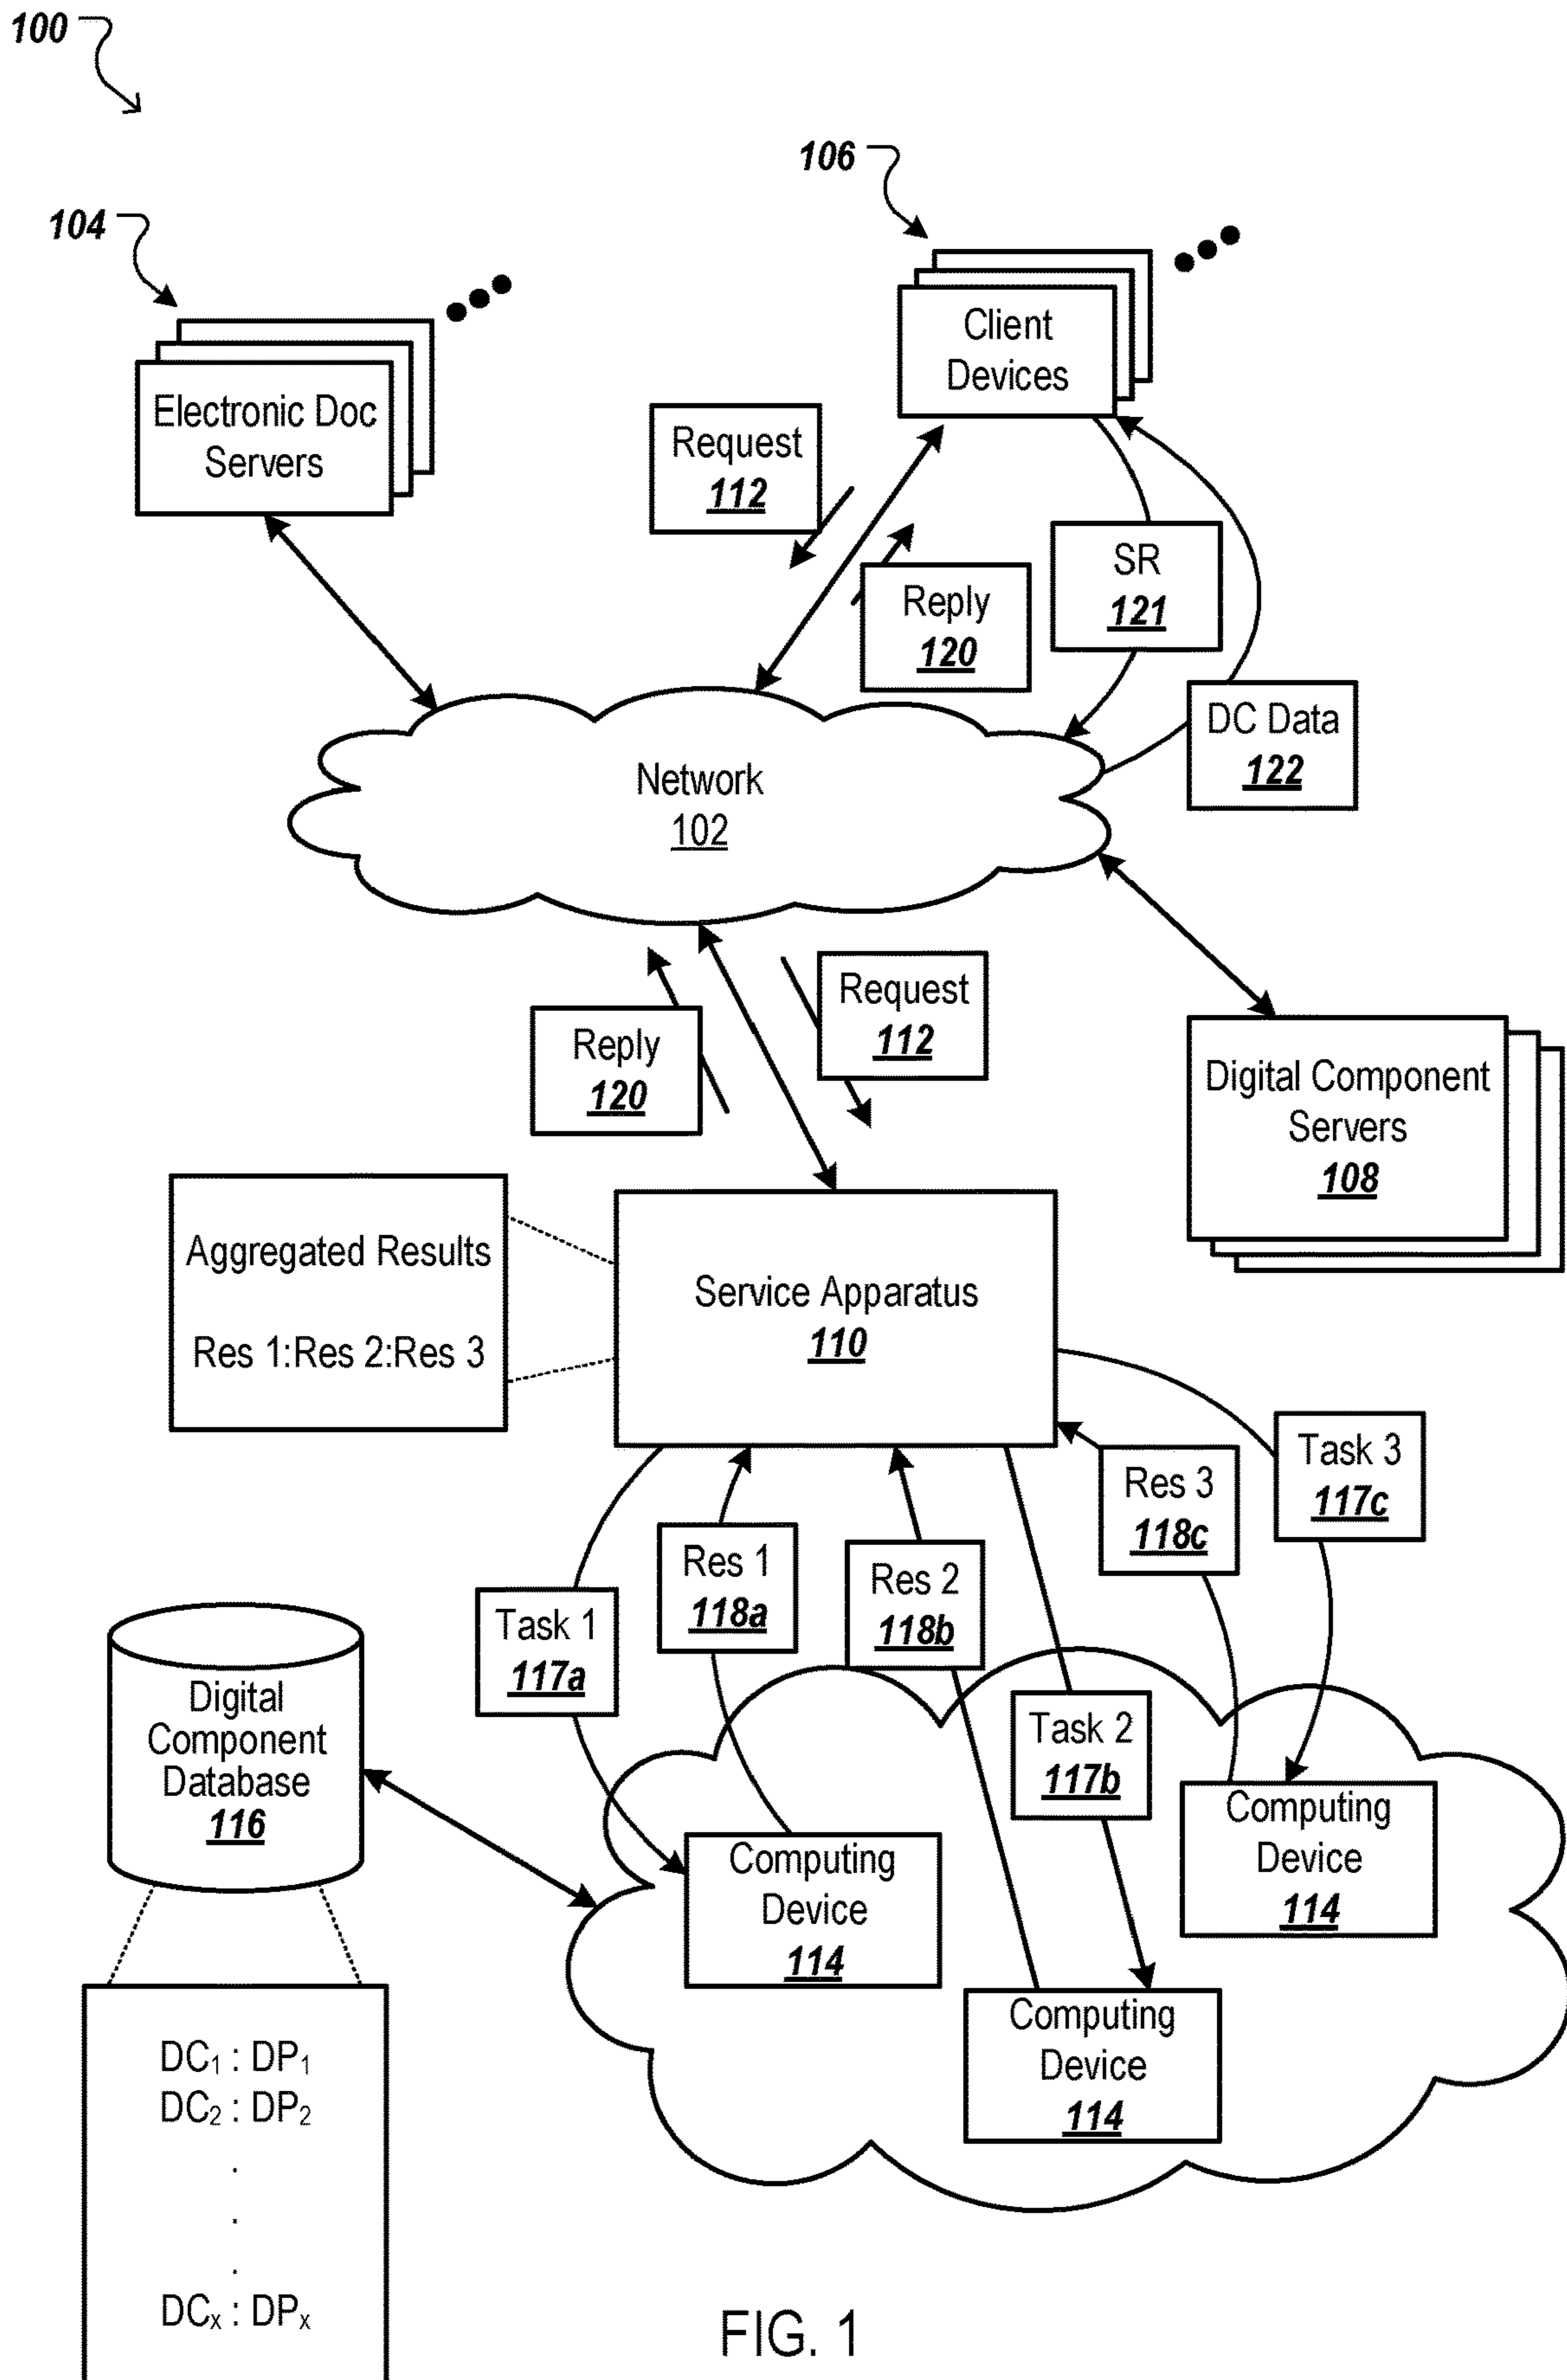 100
106
104
Client
Devices
Electronic Doc
Servers
Request
112
SR
121
Reply
120
DC Data
122
Network
102
Request
112
Reply
120
Digital Component
Servers
108
Aggregated Results
Res 1:Res 2:Res 3
Service Apparatus
110
Task 3
117c
Res 3
118c
Res 1
118a
Res 2
118b
Task 1
117a
Task 2
117b
Digital
Component
Database
116
Computing
Device
114
Computing
Device
114
Computing
Device
114
DC₁ : DP₁
DC₂ : DP₂
.
.
.
DCₓ : DPₓ
FIG. 1